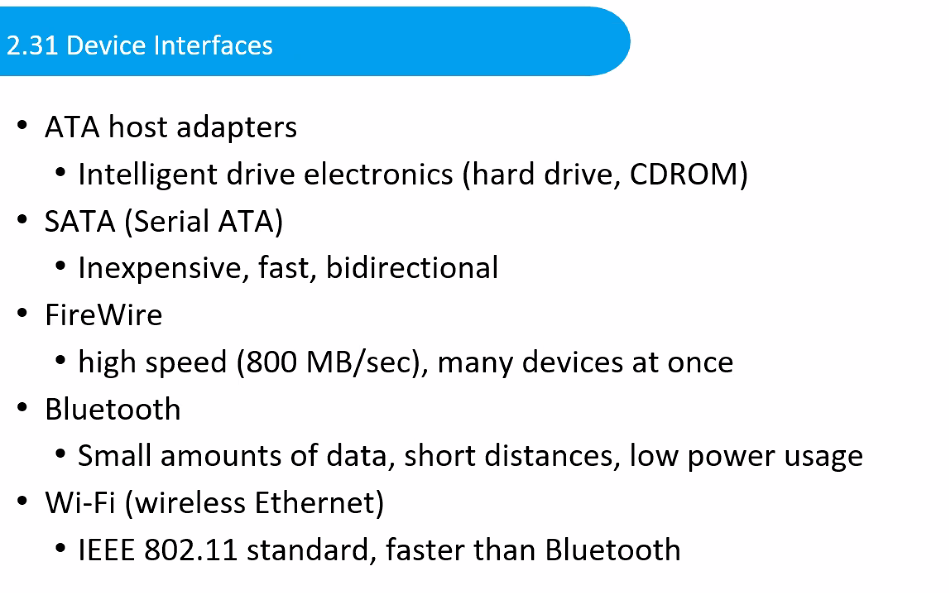 2.31 Device Interfaces
• ATA host adapters
• Intelligent drive electronics (hard drive, CDROM)
• SATA (Serial ATA)
• Inexpensive, fast, bidirectional
• FireWire
• high speed (800 MB/sec), many devices at once
• Bluetooth
• Small amounts of data, short distances, low power usage
• Wi-Fi (wireless Ethernet)
• IEEE 802.11 standard, faster than Bluetooth